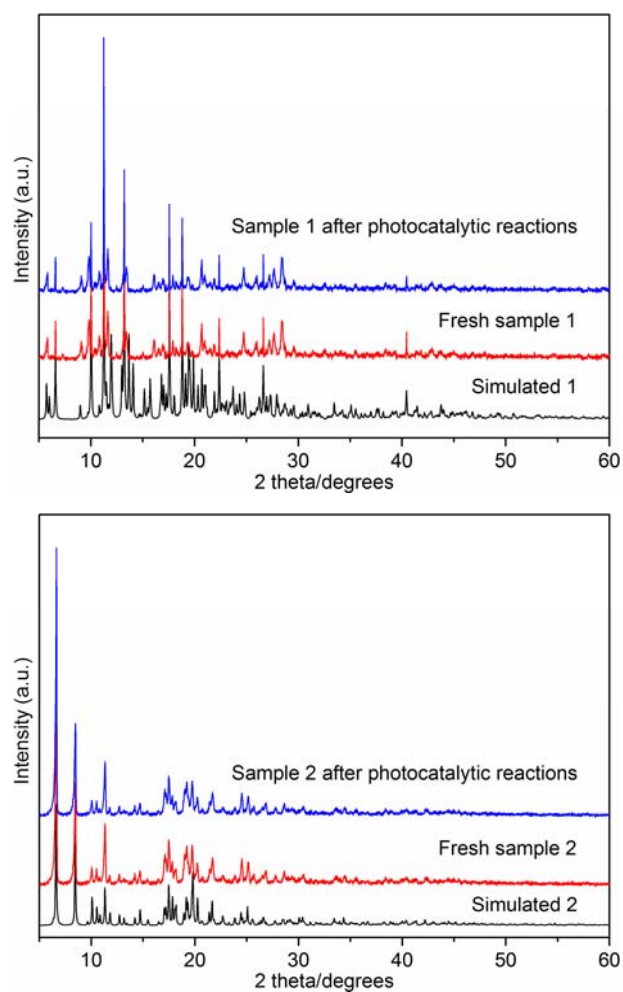 Intensity (a.u.)
Sample 1 after photocatalytic reactions
Fresh sample 1
Simulated 1
10 20 30 40 50 60
2 theta/degrees
Intensity (a.u.)
Sample 2 after photocatalytic reactions
Fresh sample 2
Simulated 2
10 20 30 40 50 60
2 theta/degrees